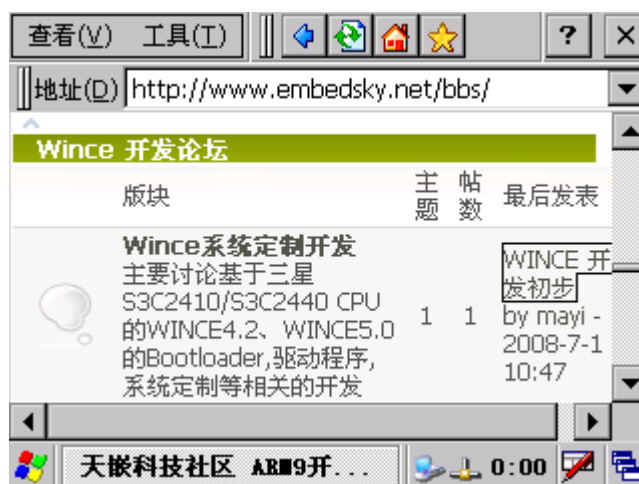 查看(V) 工具(T) ?
地址(D) http://www.embedsky.net/bbs/
Wince 开发论坛
版块 主题 帖数 最后发表
Wince系统定制开发
主要讨论基于三星
S3C2410/S3C2440 CPU
的WINCE4.2、WINCE5.0
的Bootloader,驱动程序,
系统定制等相关的开发
1 1
WINCE 开
发初步
by mayi -
2008-7-1
10:47
天嵌科技社区 ARM9开... 0:00